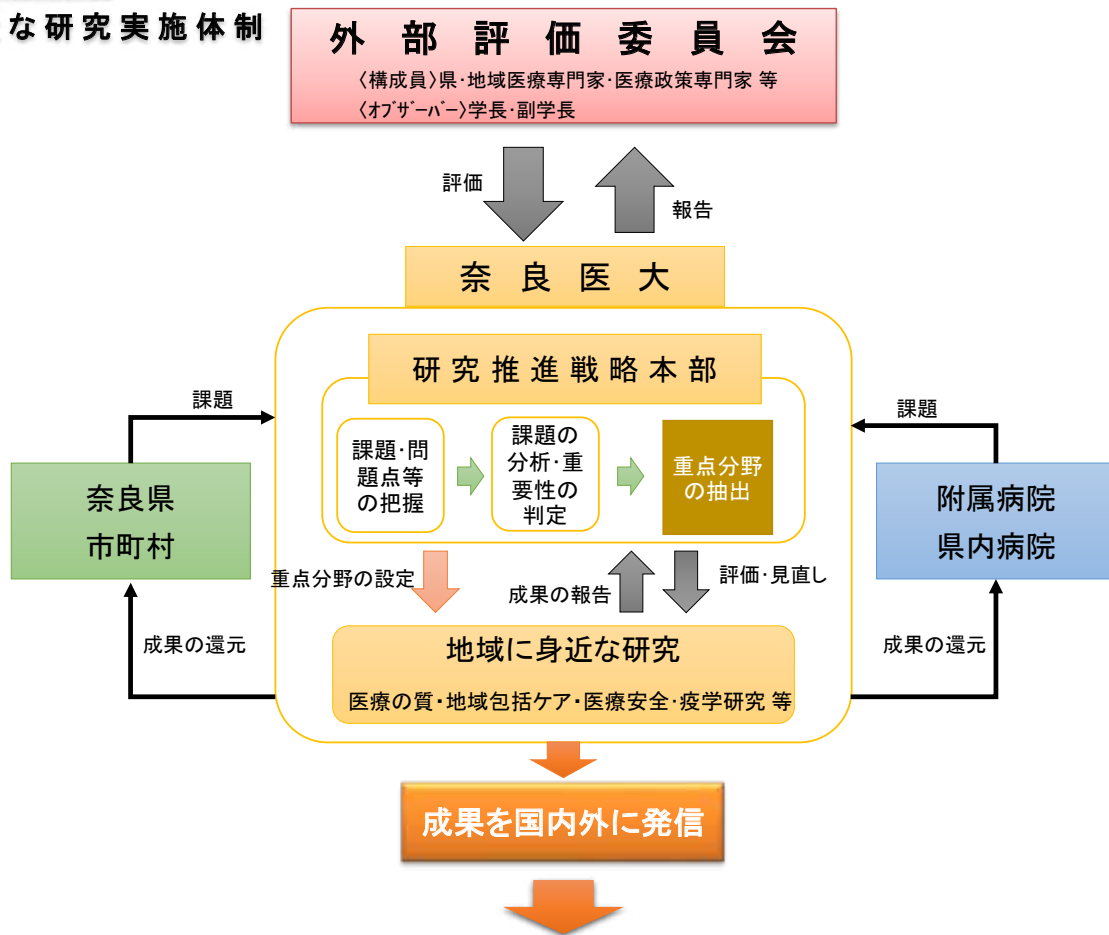 な研究実施体制
外部評価委員会
〈構成員〉県・地域医療専門家・医療政策専門家 等
〈オブザーバー〉学長・副学長
評価
報告
奈良医大
研究推進戦略本部
課題
課題
課題・問
題点等
の把握
課題の
分析・重
要性の
判定
重点分野
の抽出
奈良県
市町村
附属病院
県内病院
重点分野の設定
成果の報告
評価・見直し
成果の還元
成果の還元
地域に身近な研究
医療の質・地域包括ケア・医療安全・疫学研究 等
成果を国内外に発信